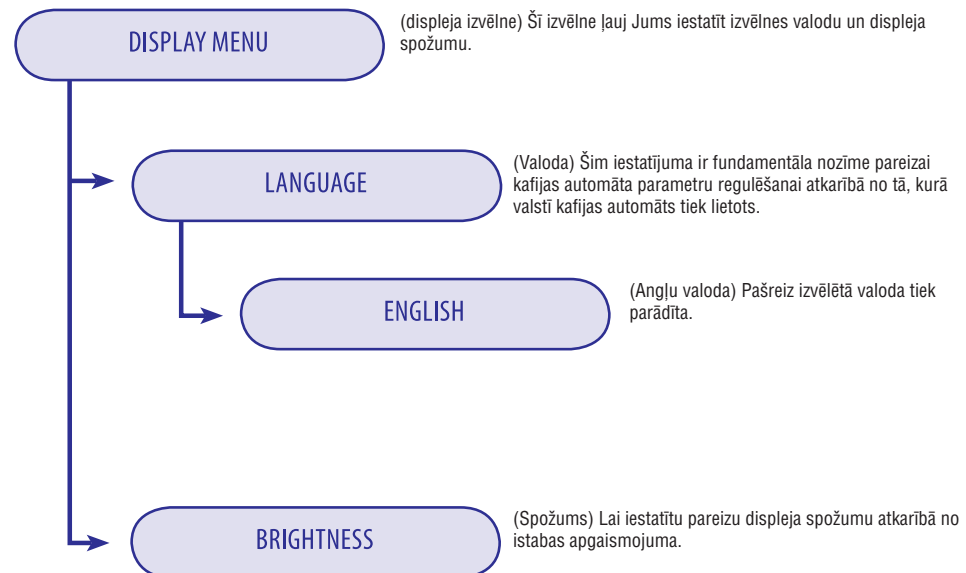 DISPLAY MENU
(displeja izvēlne) Šī izvēlne ļauj Jums iestatīt izvēlnes valodu un displeja
spožumu.
LANGUAGE
(Valoda) Šim iestatījuma ir fundamentāla nozīme pareizai
kafijas automāta parametru regulēšanai atkarībā no tā, kurā
valstī kafijas automāts tiek lietots.
ENGLISH
(Angļu valoda) Pašreiz izvēlētā valoda tiek
parādīta.
BRIGHTNESS
(Spožums) Lai iestatītu pareizu displeja spožumu atkarībā no
istabas apgaismojuma.